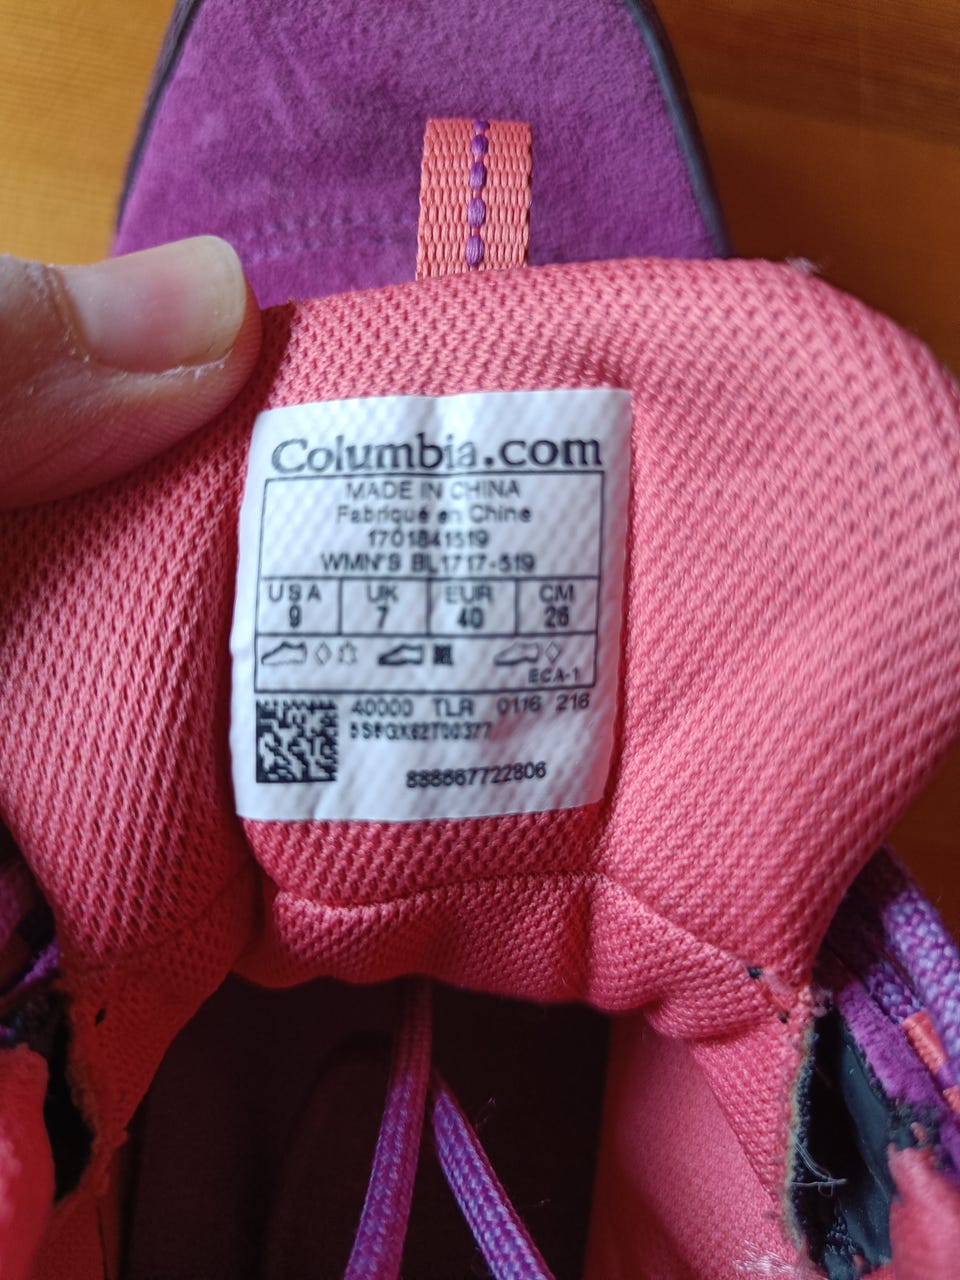 Columbia.com
MADE IN CHINA
Fabriqué en Chine
1701841519
WMN'S BL1717-519
USA UK EUR CM
9 7 40 26
ECA-1
40000 TLR 0116 216
888667722806